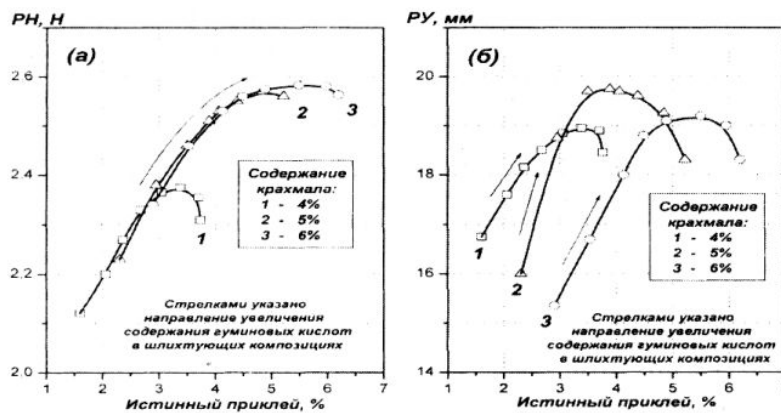 РН, Н
(а)
2.6
2.4
2.2
2.0
1
2
3
4
5
6
7
1
2
3
Содержание
крахмала:
1 - 4%
2 - 5%
3 - 6%
Стрелками указано
направление увеличения
содержания гуминовых кислот
в шлихтующих композициях
Истинный приклей, %
РУ, мм
(б)
20
18
16
14
1
2
3
4
5
6
1
2
3
Содержание
крахмала:
1 - 4%
2 - 5%
3 - 6%
Стрелками указано
направление увеличения
содержания гуминовых кислот
в шлихтующих композициях
Истинный приклей, %